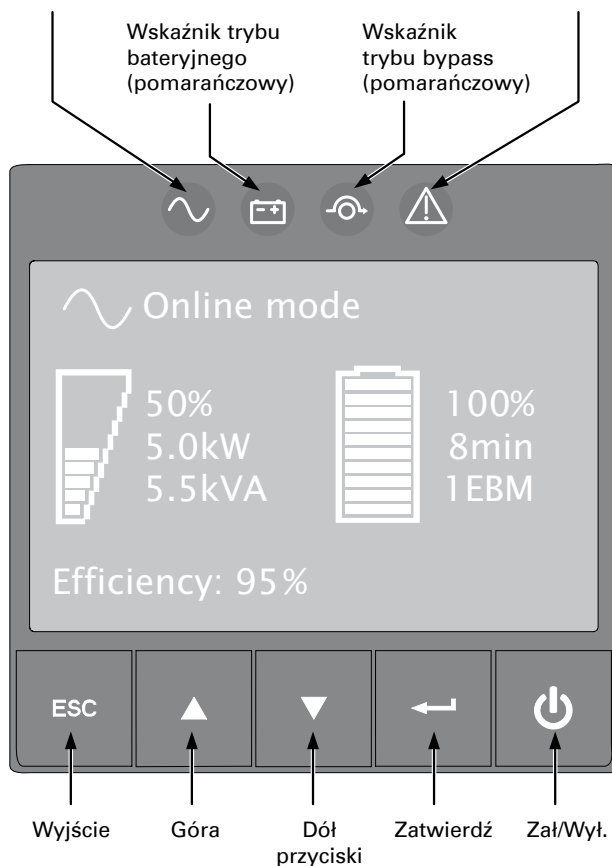 Wskaźnik trybu
bateryjnego
(pomarańczowy)
Wskaźnik
trybu bypass
(pomarańczowy)
Online mode
50%
5.0kW
5.5kVA
100%
8min
1EBM
Efficiency: 95%
ESC
Wyjście
Góra
Dół
przyciski
Zatwierdź
Zał/Wył.